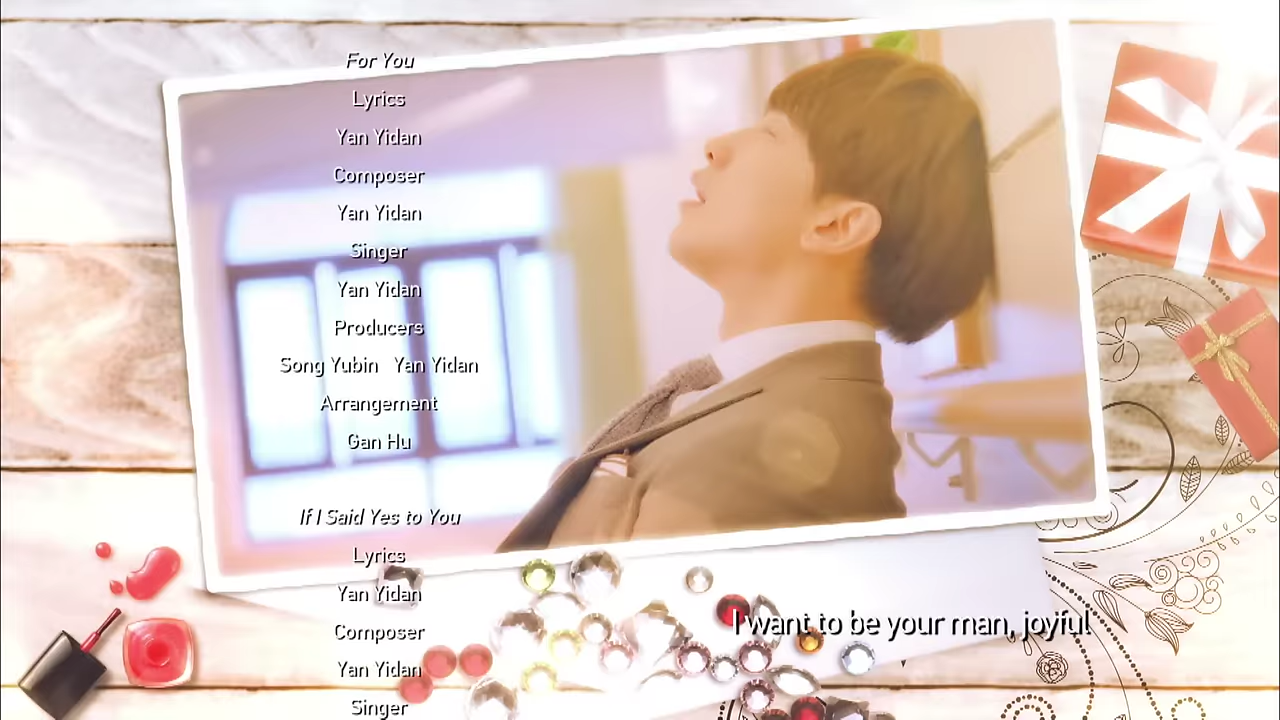 For You
Lyrics
Yan Yidan
Composer
Yan Yidan
Singer
Yan Yidan
Producers
Song Yubin Yan Yidan
Arrangement
Gan Hu
If I Said Yes to You
Lyrics
Yan Yidan
Composer
Yan Yidan
Singer
I want to be your man, joyful